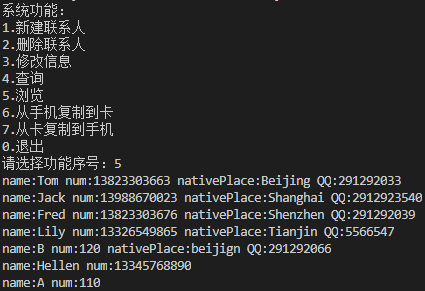 系统功能：
1.新建联系人
2.删除联系人
3.修改信息
4.查询
5.浏览
6.从手机复制到卡
7.从卡复制到手机
0.退出
请选择功能序号：5
name:Tom num:13823303663 nativePlace:Beijing QQ:291292033
name:Jack num:13988670023 nativePlace:Shanghai QQ:2912923540
name:Fred num:13823303676 nativePlace:Shenzhen QQ:291292039
name:Lily num:13326549865 nativePlace:Tianjin QQ:5566547
name:B num:120 nativePlace:beijign QQ:291292066
name:Hellen num:13345768890
name:A num:110